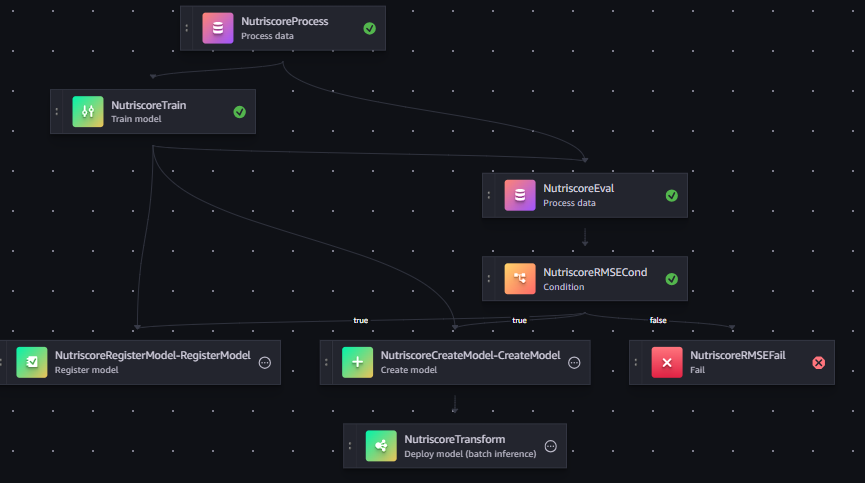 NutriscoreProcess
Process data
NutriscoreTrain
Train model
NutriscoreEval
Process data
NutriscoreRMSECond
Condition
true
true
false
NutriscoreRegisterModel-RegisterModel
Register model
NutriscoreCreateModel-CreateModel
Create model
NutriscoreRMSEFail
Fail
NutriscoreTransform
Deploy model (batch inference)